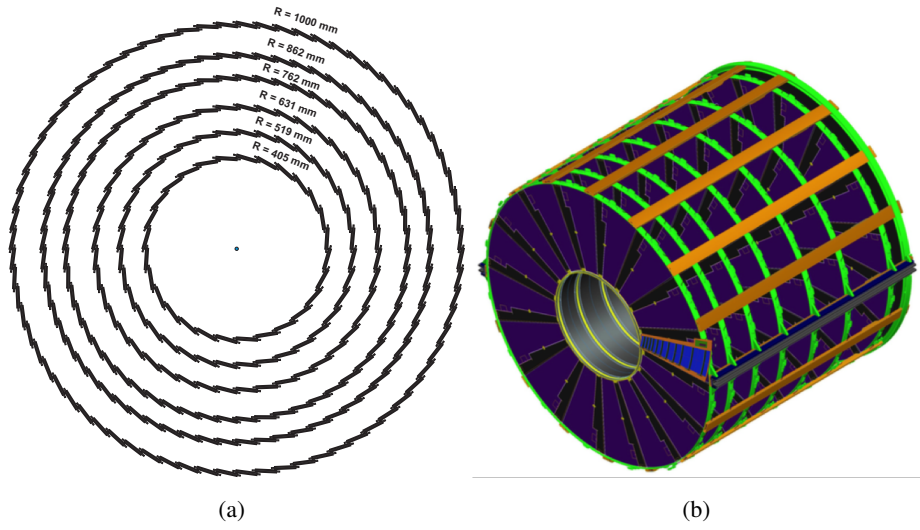 R = 1000 mm
R = 862 mm
R = 762 mm
R = 631 mm
R = 519 mm
R = 405 mm
(a)
(b)